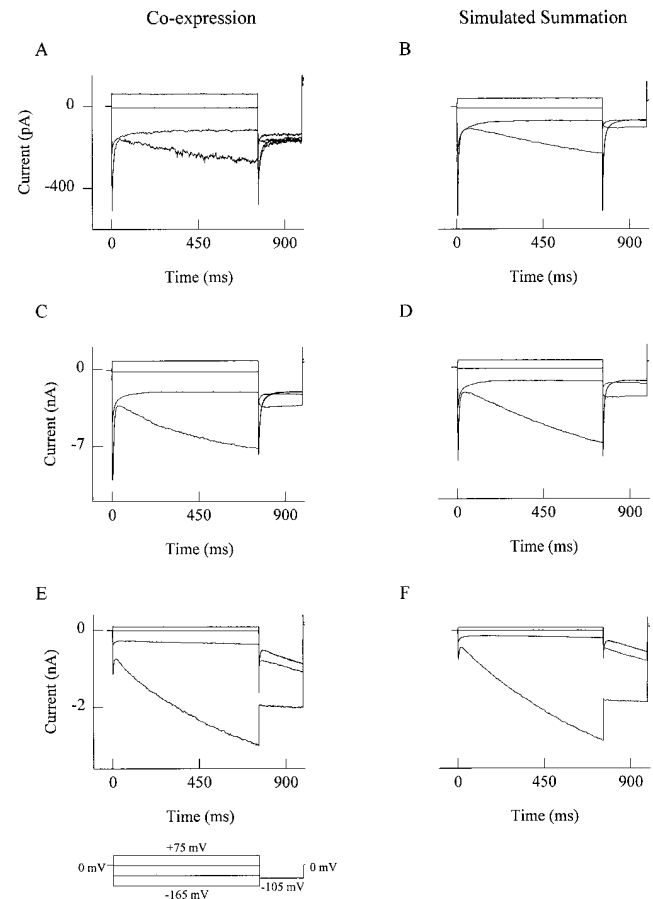 Co-expression
Simulated Summation
A
B
Current (pA)
0
-400
0
450
900
Time (ms)
0
450
900
Time (ms)
C
D
Current (nA)
0
-7
0
450
900
Time (ms)
0
450
900
Time (ms)
E
F
Current (nA)
0
-2
0
450
900
Time (ms)
0
450
900
Time (ms)
+75 mV
0 mV
0 mV
-105 mV
-165 mV